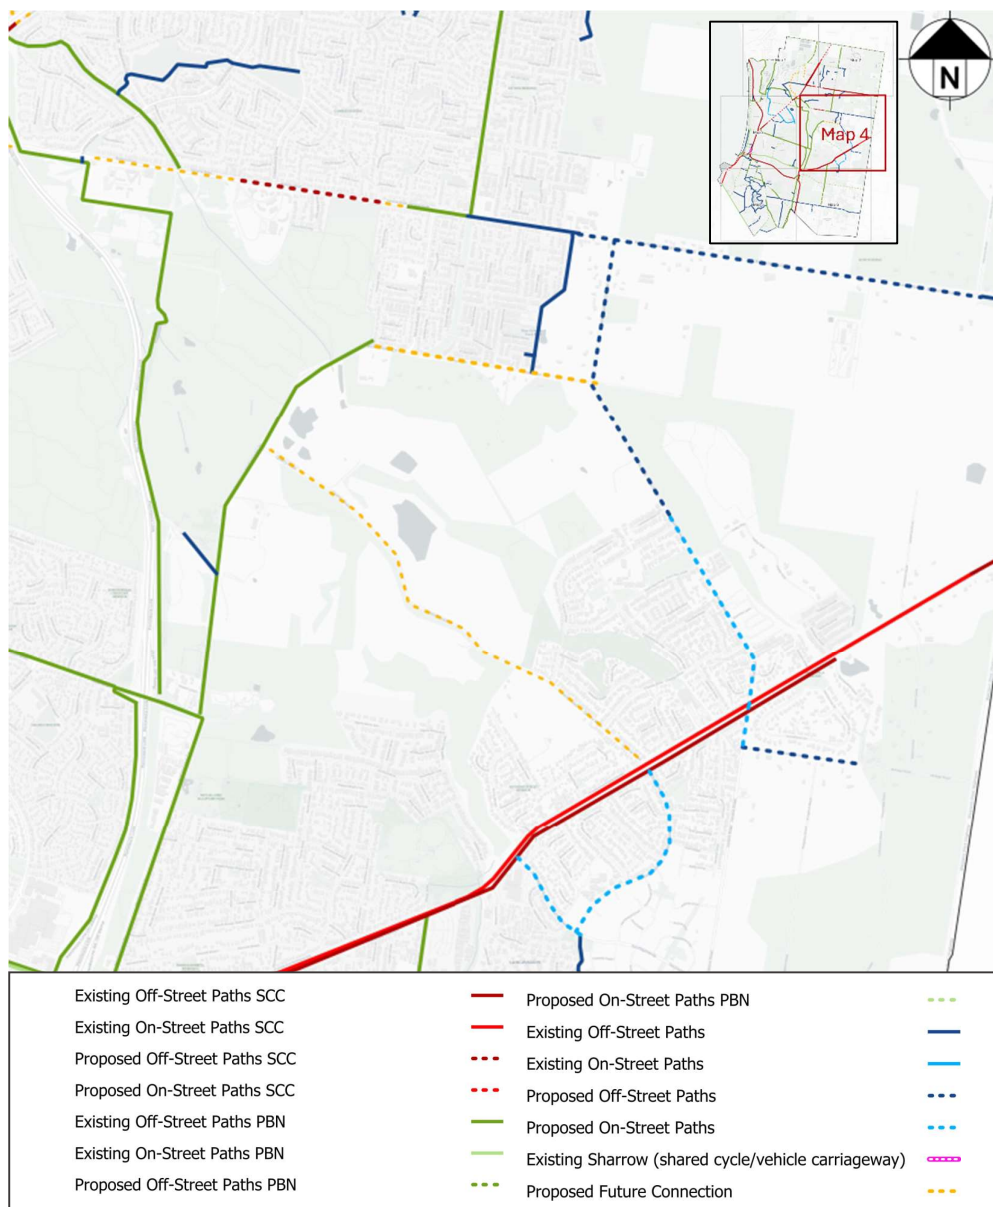 N
Map 4
Existing Off-Street Paths SCC
Existing On-Street Paths SCC
Proposed Off-Street Paths SCC
Proposed On-Street Paths SCC
Existing Off-Street Paths PBN
Existing On-Street Paths PBN
Proposed Off-Street Paths PBN
Proposed On-Street Paths PBN
Existing Off-Street Paths
Existing On-Street Paths
Proposed Off-Street Paths
Proposed On-Street Paths
Existing Sharrow (shared cycle/vehicle carriageway)
Proposed Future Connection